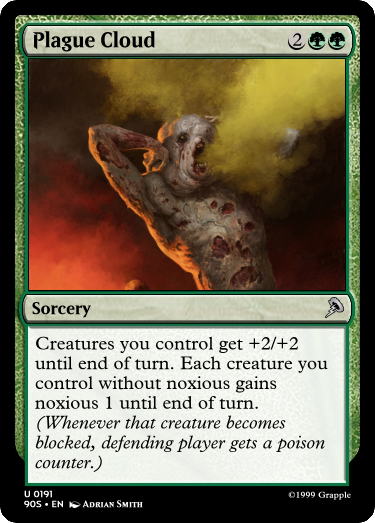 Plague Cloud 2
Sorcery
Creatures you control get +2/+2
until end of turn. Each creature you
control without noxious gains
noxious 1 until end of turn.
(Whenever that creature becomes
blocked, defending player gets a poison
counter.)
U 0191
90S • EN Adrian Smith
©1999 Grapple